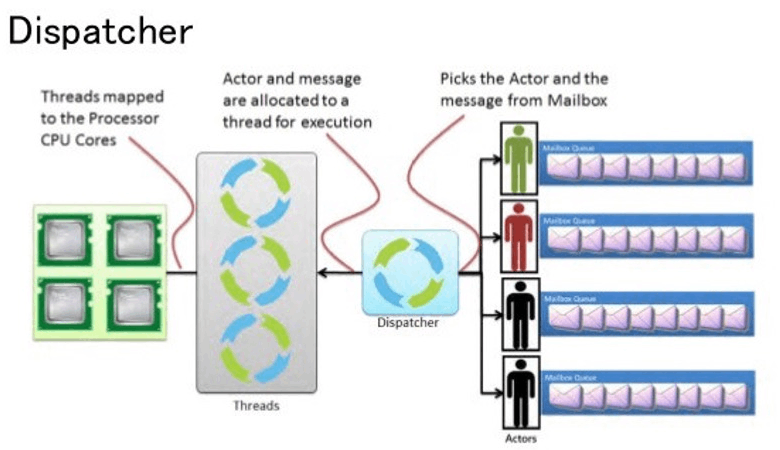 Dispatcher
Threads mapped
to the Processor
CPU Cores
Actor and message
are allocated to a
thread for execution
Picks the Actor and the
message from Mailbox
Mailbox Queue
Mailbox Queue
Mailbox Queue
Mailbox Queue
Dispatcher
Threads
Actors